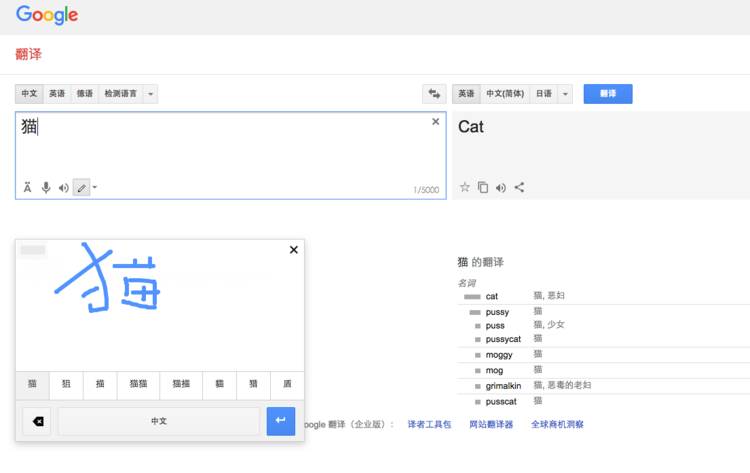 Google
翻译
中文 英语 德语 检测语言
英语 中文(简体) 日语 翻译
猫
Cat
Ä
1/5000
猫
猫 的翻译
名词
cat 猫, 恶妇
pussy 猫
puss 猫, 少女
pussycat 猫
moggy 猫
mog 猫
grimalkin 猫, 恶毒的老妇
pusscat 猫
猫 狙 描 猫猫 猫描 貓 猎 盾
中文
oogle 翻译（企业版）： 译者工具包 网站翻译器 全球商机洞察